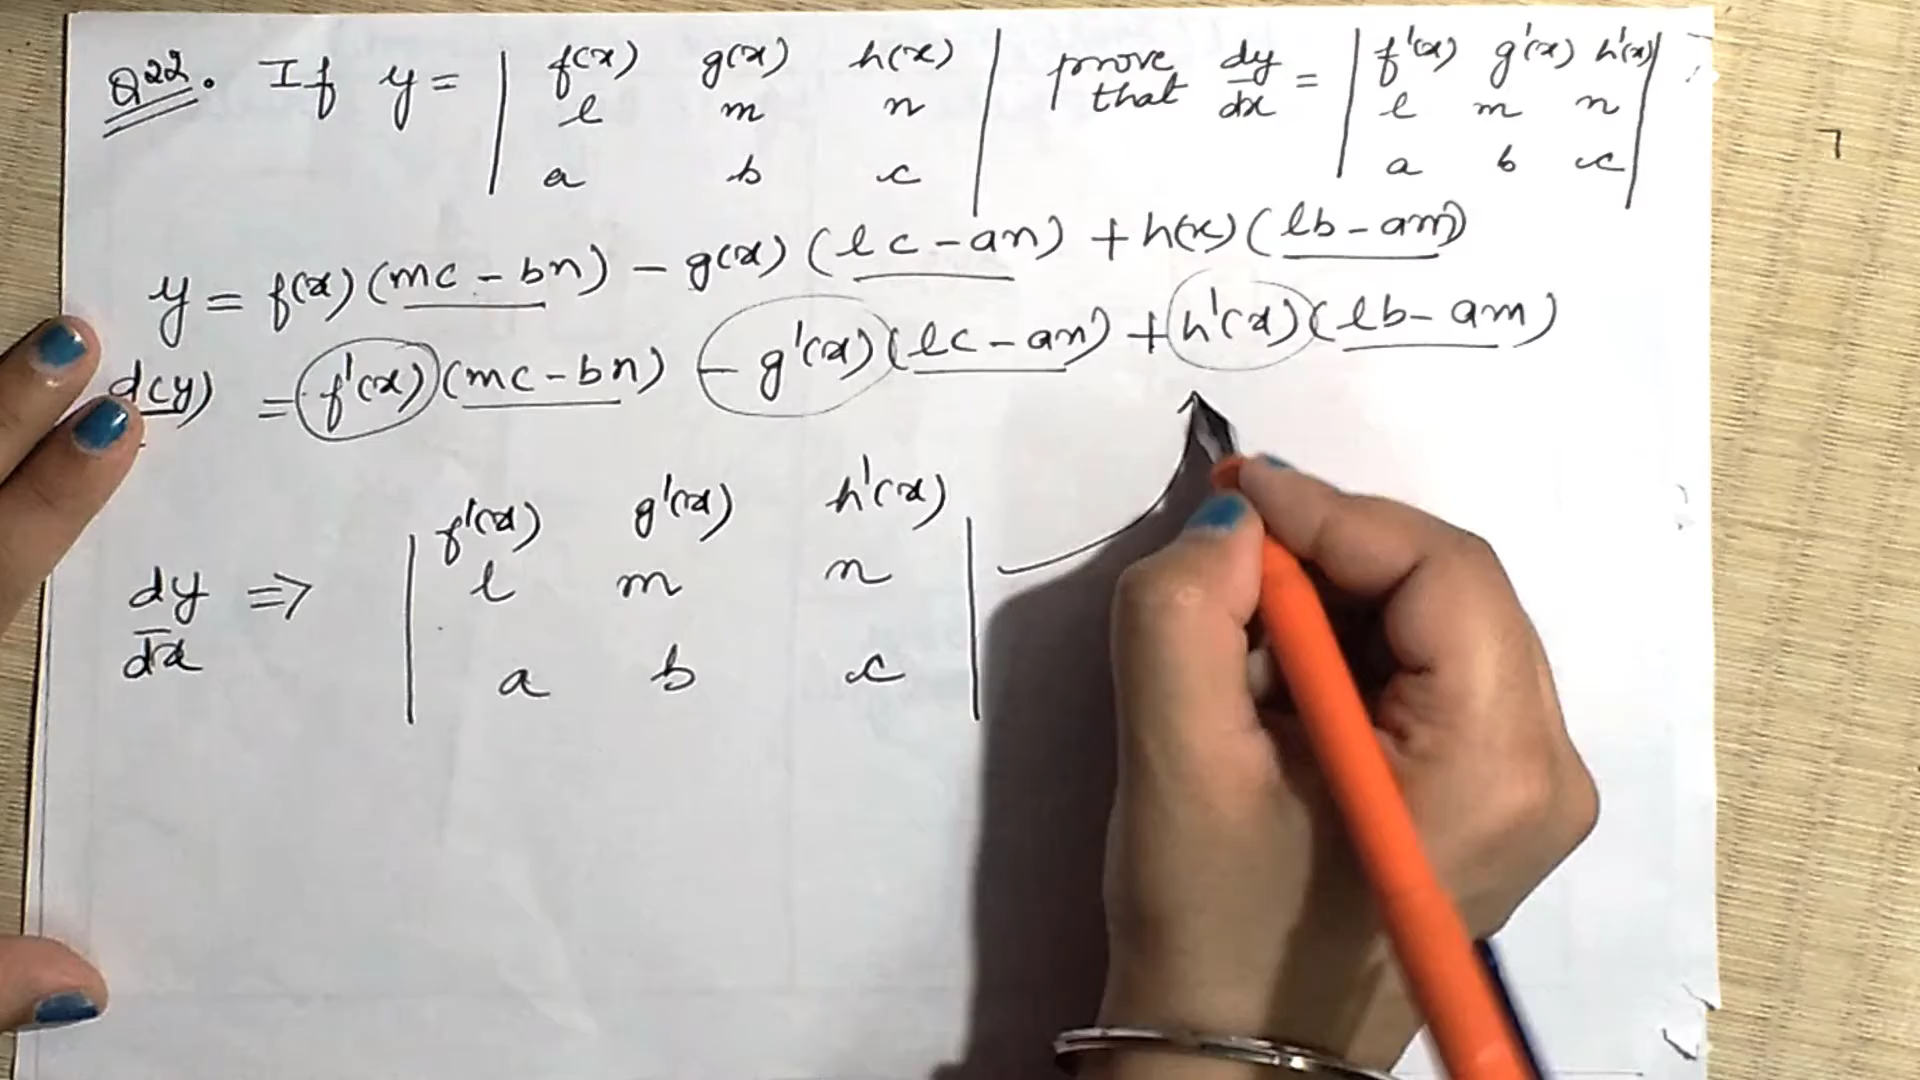 Q22. If y = | f(x) g(x) h(x) | prove that dy/dx = | f'(x) g'(x) h'(x) |
l m n l m n
a b c a b c
y = f(x)(mc - bn) - g(x)(lc - an) + h(x)(lb - am)
d(y) = f'(x)(mc - bn) - g'(x)(lc - an) + h'(x)(lb - am)
f'(x) g'(x) h'(x)
dy/dx => | l m n |
a b c